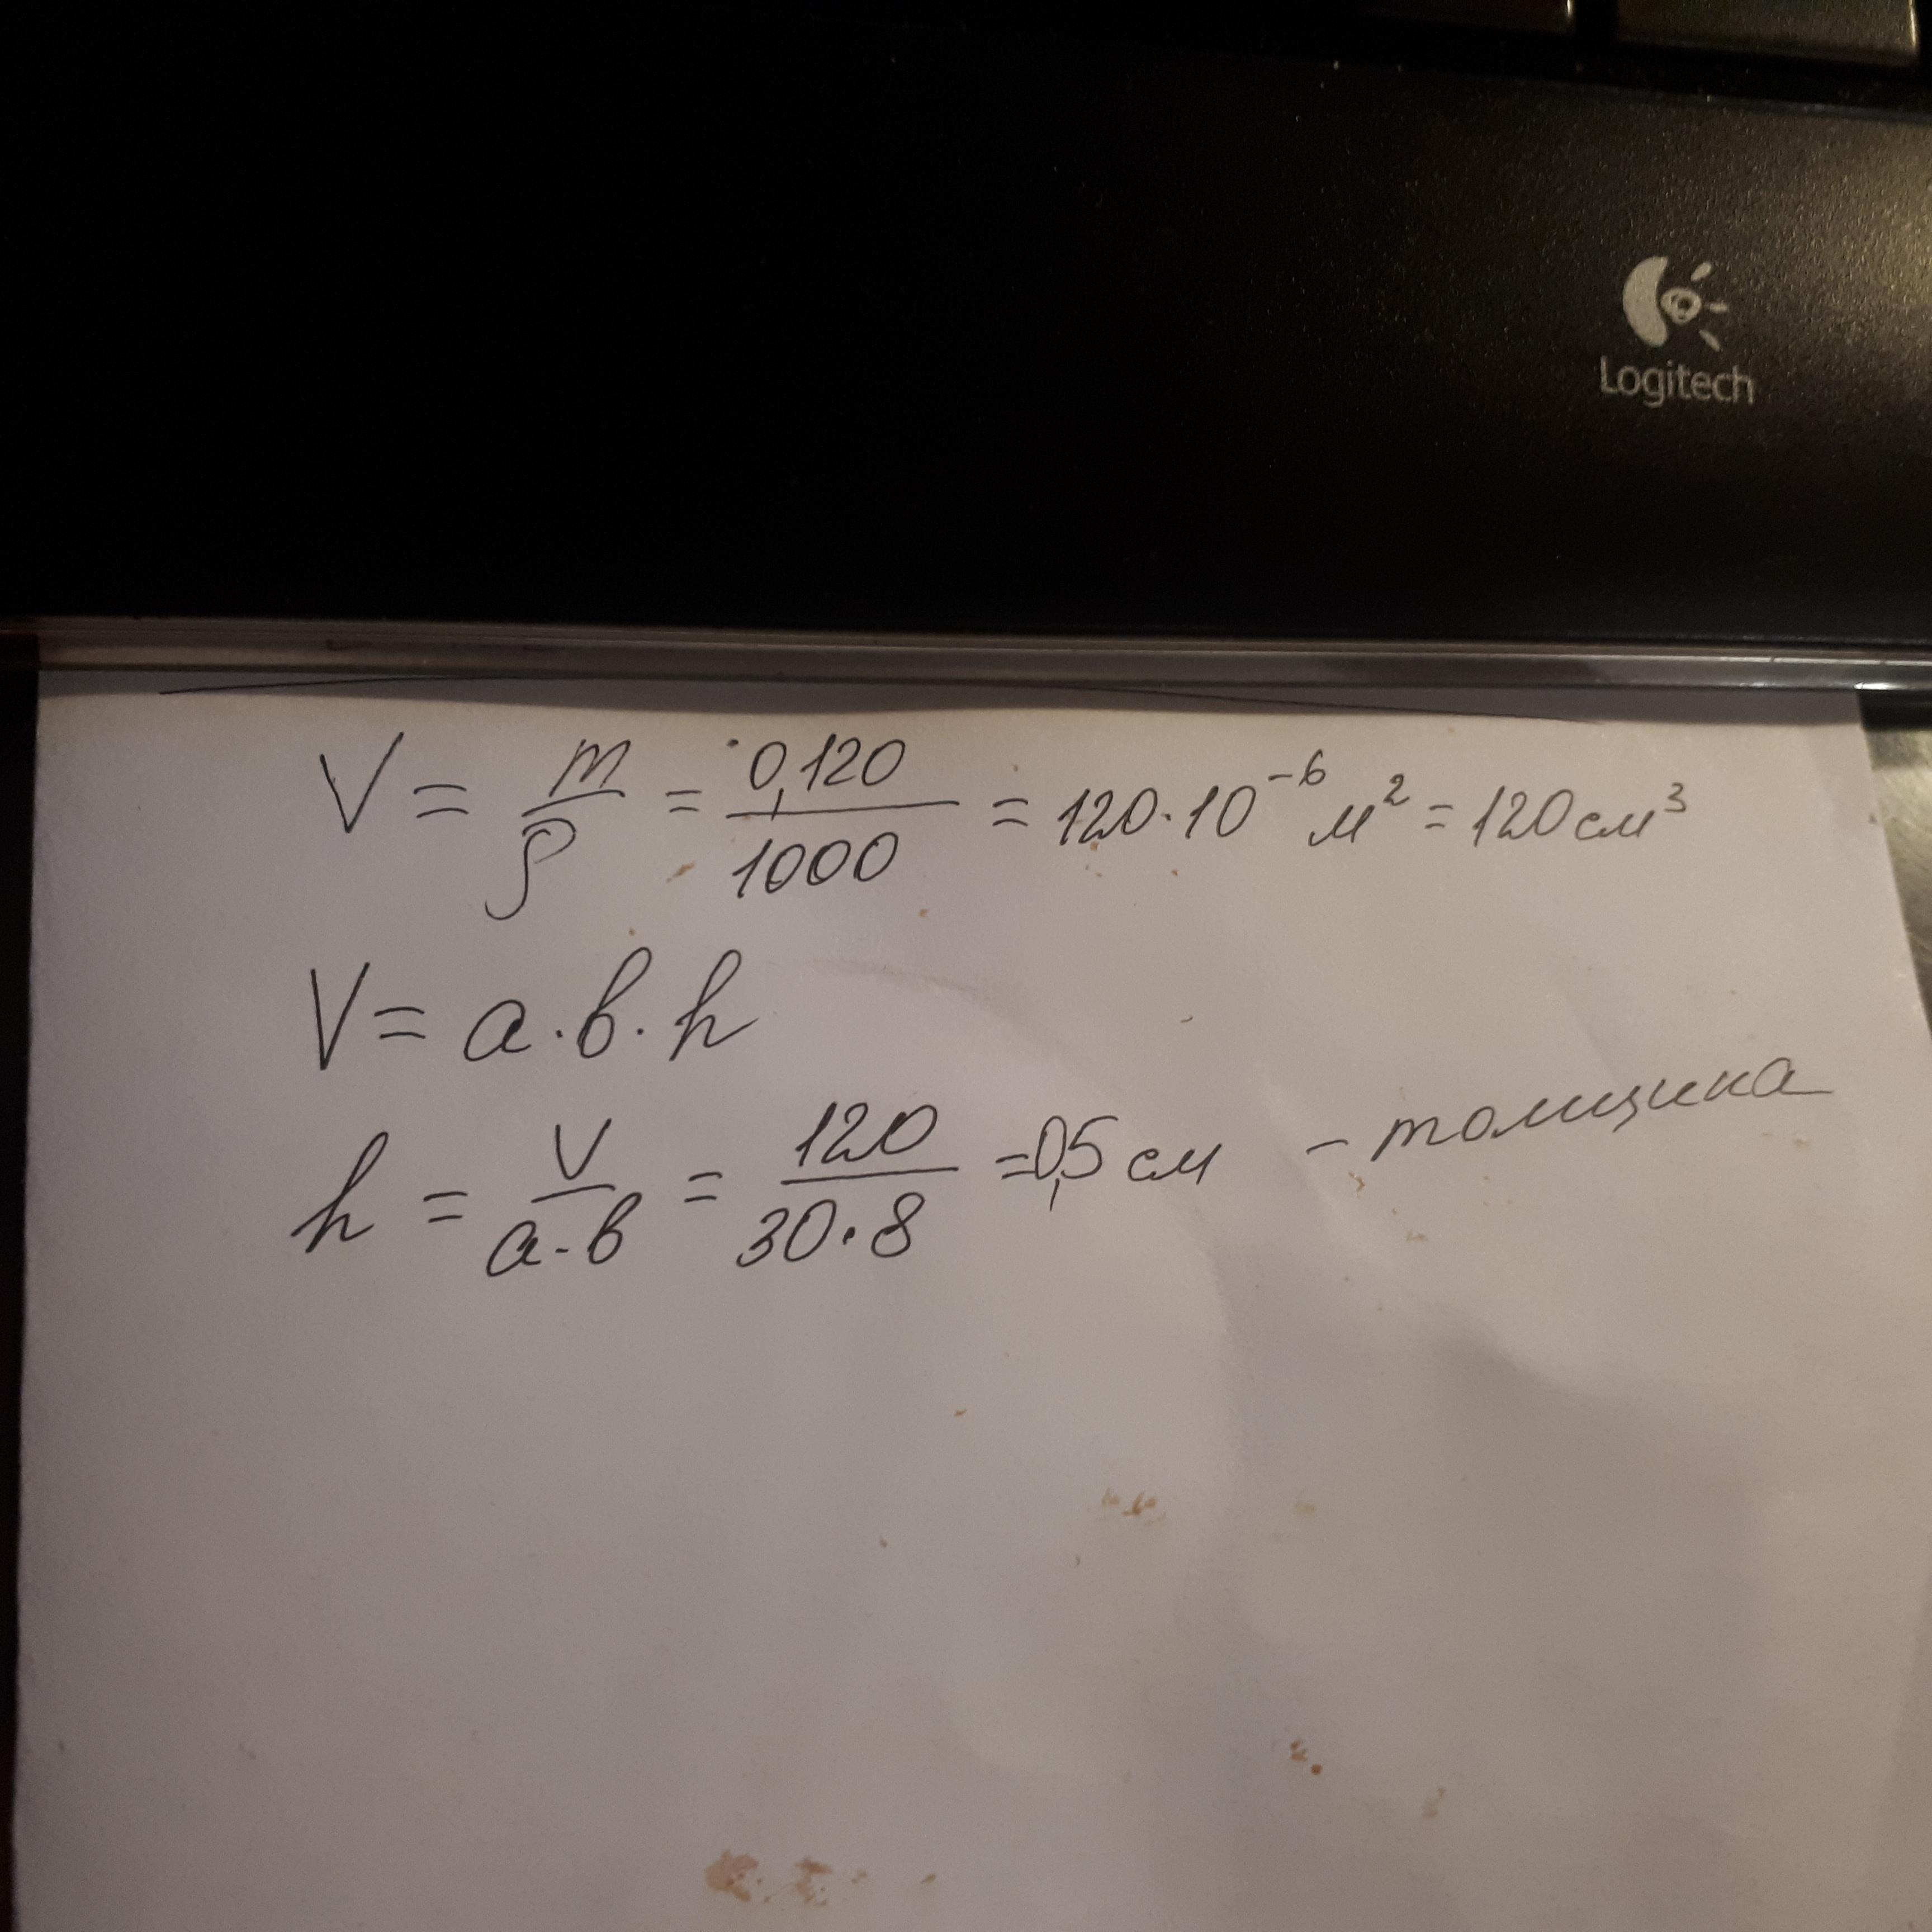 Logitech
V = m/ρ = 0,120/1000 = 120·10⁻⁶ м² = 120 см³
V = a·b·h
h = V/a·b = 120/30·8 = 0,5 см – толщина